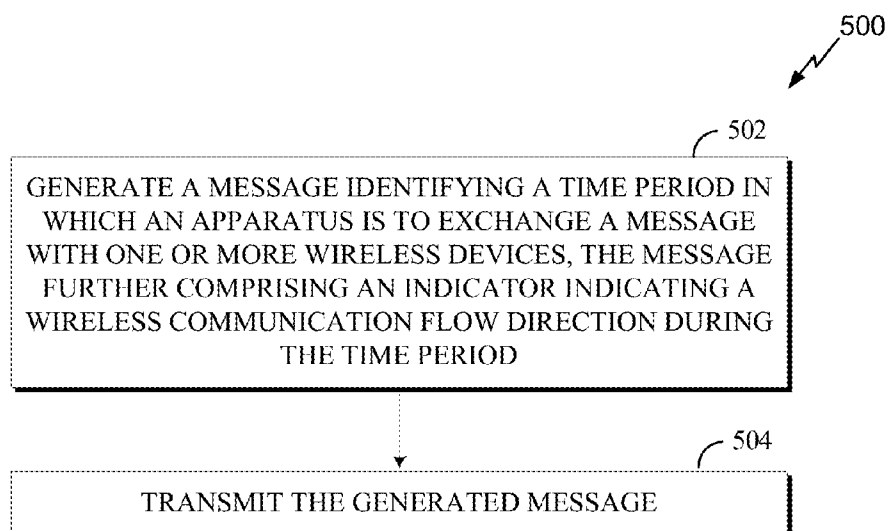 500
502
GENERATE A MESSAGE IDENTIFYING A TIME PERIOD IN
WHICH AN APPARATUS IS TO EXCHANGE A MESSAGE
WITH ONE OR MORE WIRELESS DEVICES, THE MESSAGE
FURTHER COMPRISING AN INDICATOR INDICATING A
WIRELESS COMMUNICATION FLOW DIRECTION DURING
THE TIME PERIOD
504
TRANSMIT THE GENERATED MESSAGE